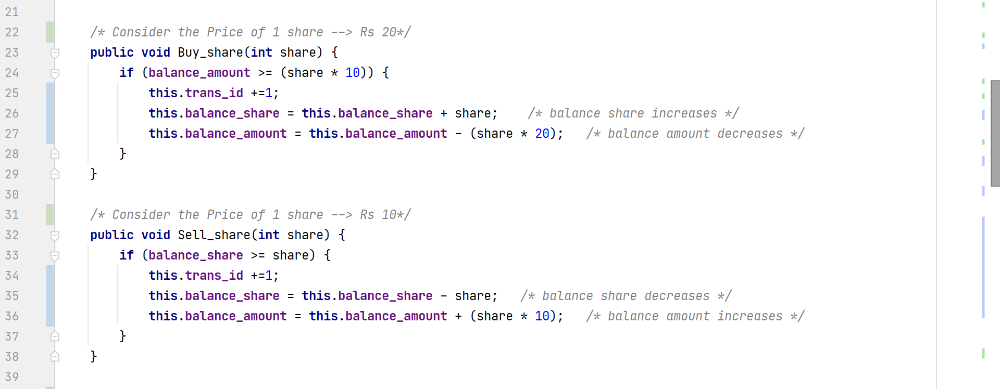 21
22 /* Consider the Price of 1 share --> Rs 20*/
23 public void Buy_share(int share) {
24 if (balance_amount >= (share * 10)) {
25 this.trans_id +=1;
26 this.balance_share = this.balance_share + share; /* balance share increases */
27 this.balance_amount = this.balance_amount - (share * 20); /* balance amount decreases */
28 }
29 }
30
31 /* Consider the Price of 1 share --> Rs 10*/
32 public void Sell_share(int share) {
33 if (balance_share >= share) {
34 this.trans_id +=1;
35 this.balance_share = this.balance_share - share; /* balance share decreases */
36 this.balance_amount = this.balance_amount + (share * 10); /* balance amount increases */
37 }
38 }
39